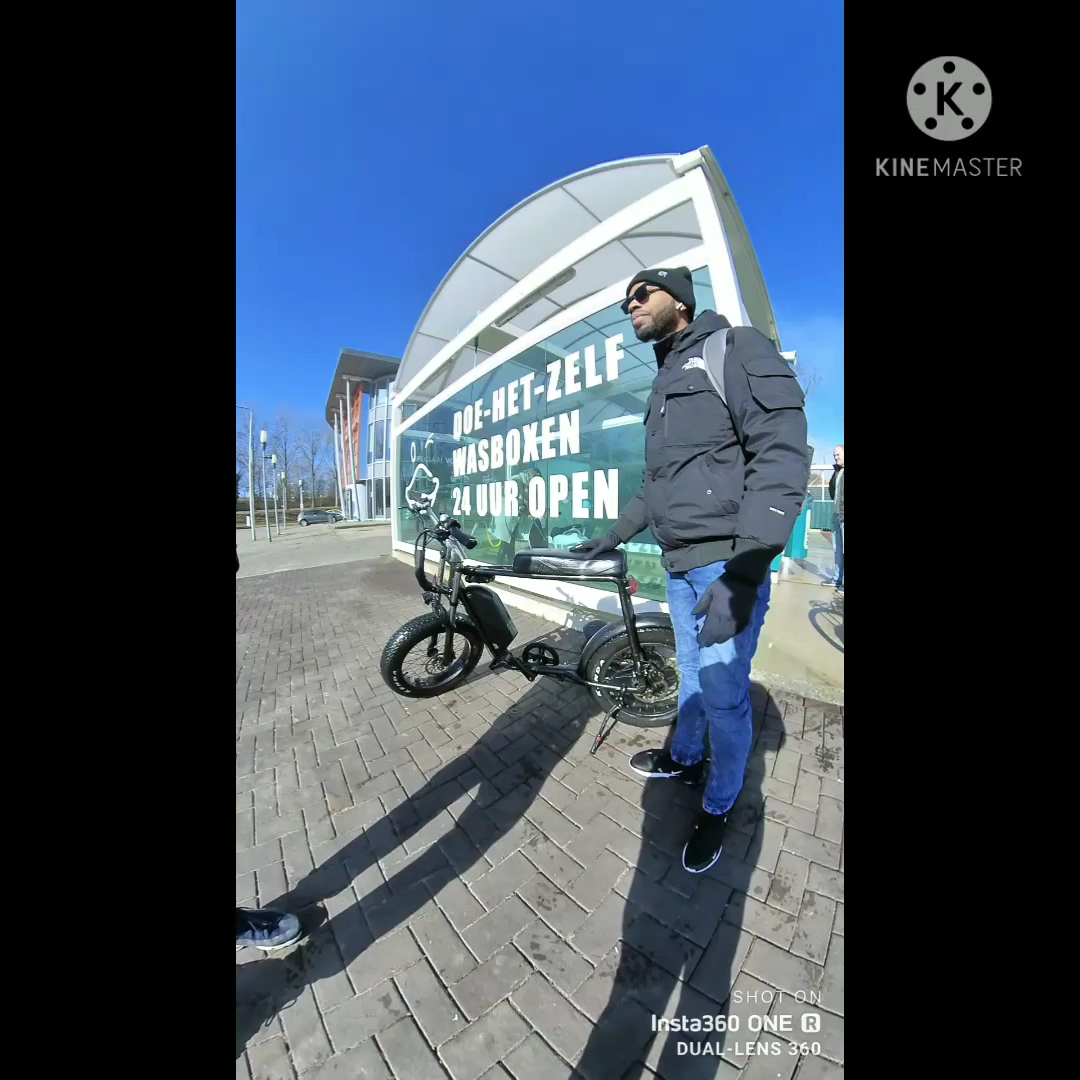 KINEMASTER
DOE-HET-ZELF
WASBOXEN
24 UUR OPEN
SHOT ON
Insta360 ONE R
DUAL-LENS 360